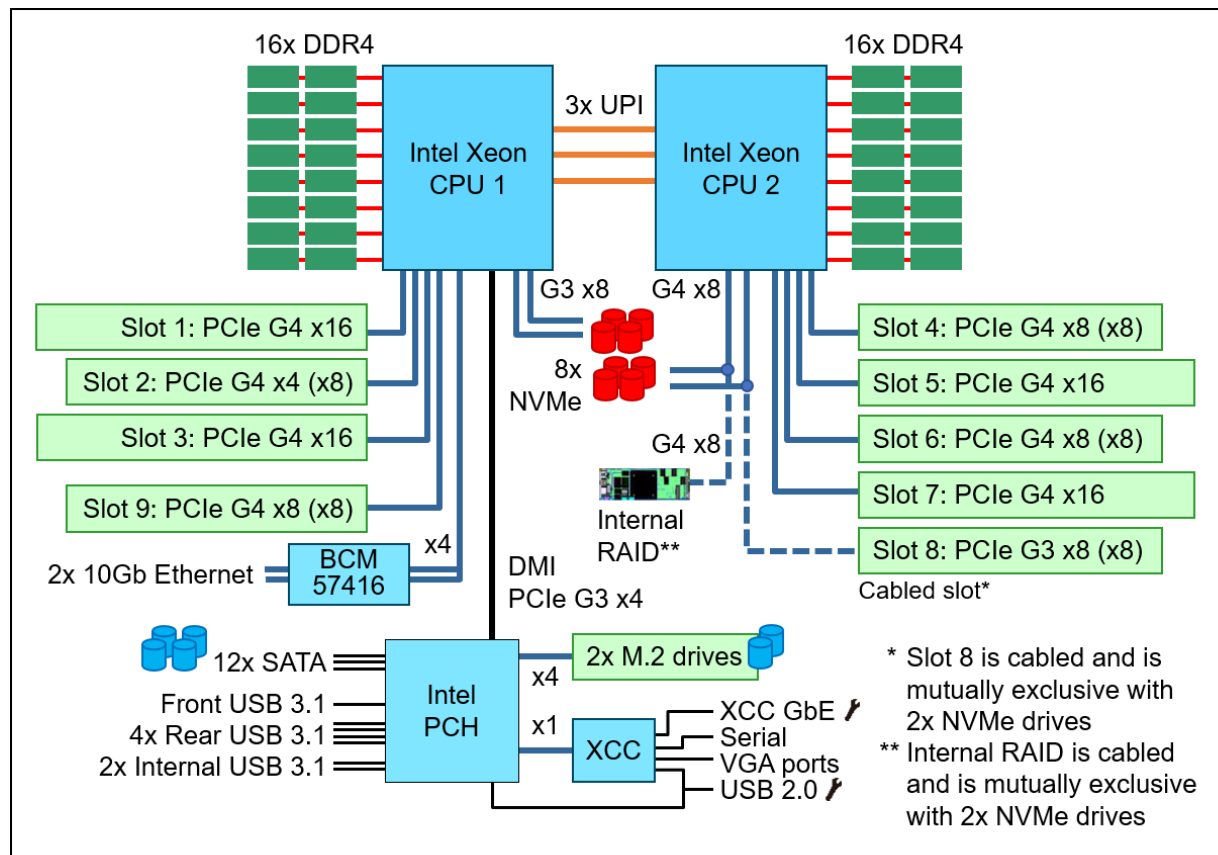 16x DDR4
16x DDR4
3x UPI
Intel Xeon
CPU 1
Intel Xeon
CPU 2
G3 x8
G4 x8
Slot 1: PCIe G4 x16
Slot 2: PCIe G4 x4 (x8)
Slot 3: PCIe G4 x16
Slot 9: PCIe G4 x8 (x8)
8x
NVMe
Slot 4: PCIe G4 x8 (x8)
Slot 5: PCIe G4 x16
Slot 6: PCIe G4 x8 (x8)
Slot 7: PCIe G4 x16
Slot 8: PCIe G3 x8 (x8)
Cabled slot*
G4 x8
Internal
RAID**
2x 10Gb Ethernet
BCM
57416
x4
DMI
PCIe G3 x4
12x SATA
Front USB 3.1
4x Rear USB 3.1
2x Internal USB 3.1
Intel
PCH
x4
2x M.2 drives
x1
XCC
XCC GbE
Serial
VGA ports
USB 2.0
* Slot 8 is cabled and is
mutually exclusive with
2x NVMe drives
** Internal RAID is cabled
and is mutually exclusive
with 2x NVMe drives